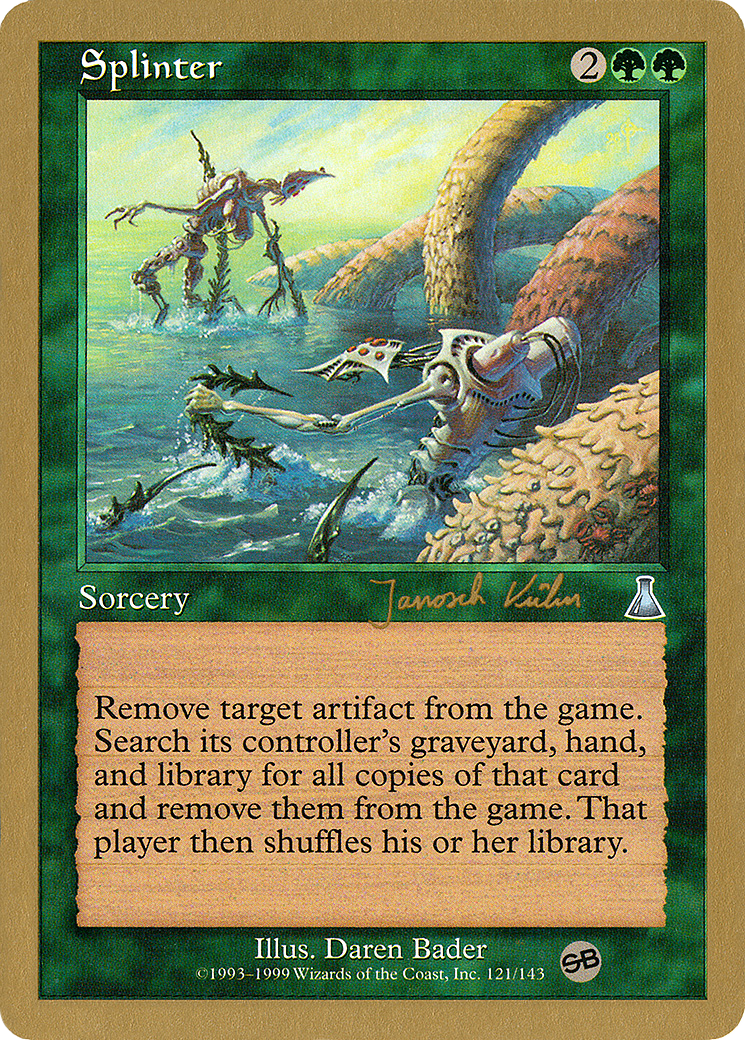 Splinter 2
Sorcery Janosch Kühn
Remove target artifact from the game.
Search its controller's graveyard, hand,
and library for all copies of that card
and remove them from the game. That
player then shuffles his or her library.
Illus. Daren Bader
©1993–1999 Wizards of the Coast, Inc. 121/143 SB